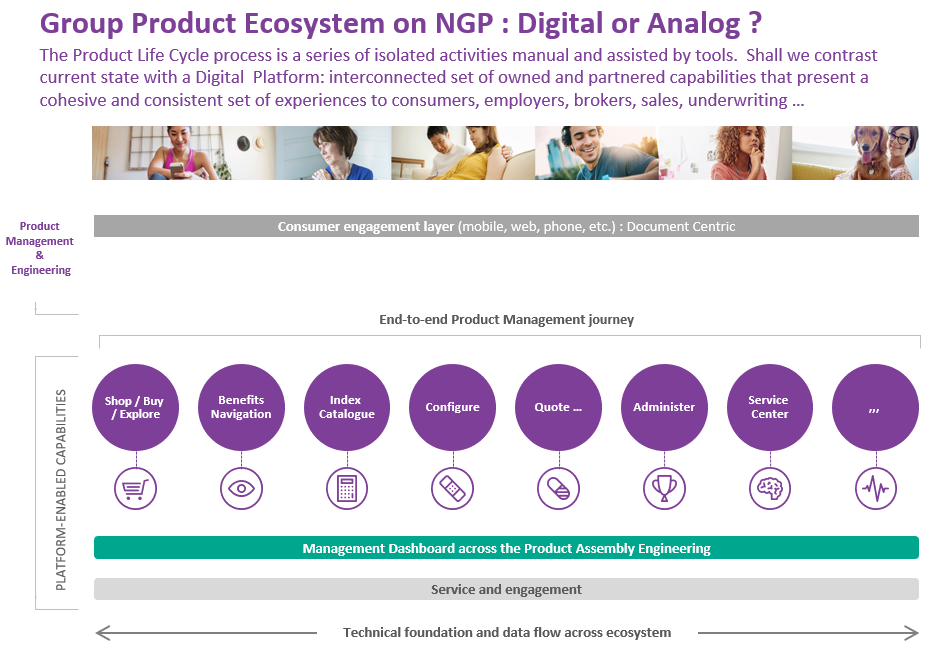 Group Product Ecosystem on NGP : Digital or Analog ?
The Product Life Cycle process is a series of isolated activities manual and assisted by tools.  Shall we contrast
current state with a Digital  Platform: interconnected set of owned and partnered capabilities that present a
cohesive and consistent set of experiences to consumers, employers, brokers, sales, underwriting ...
Product
Management
&
Engineering
Consumer engagement layer (mobile, web, phone, etc.) : Document Centric
End-to-end Product Management journey
PLATFORM-ENABLED CAPABILITIES
Shop / Buy
/ Explore
Benefits
Navigation
Index
Catalogue
Configure
Quote ...
Administer
Service
Center
,,,
Management Dashboard across the Product Assembly Engineering
Service and engagement
Technical foundation and data flow across ecosystem